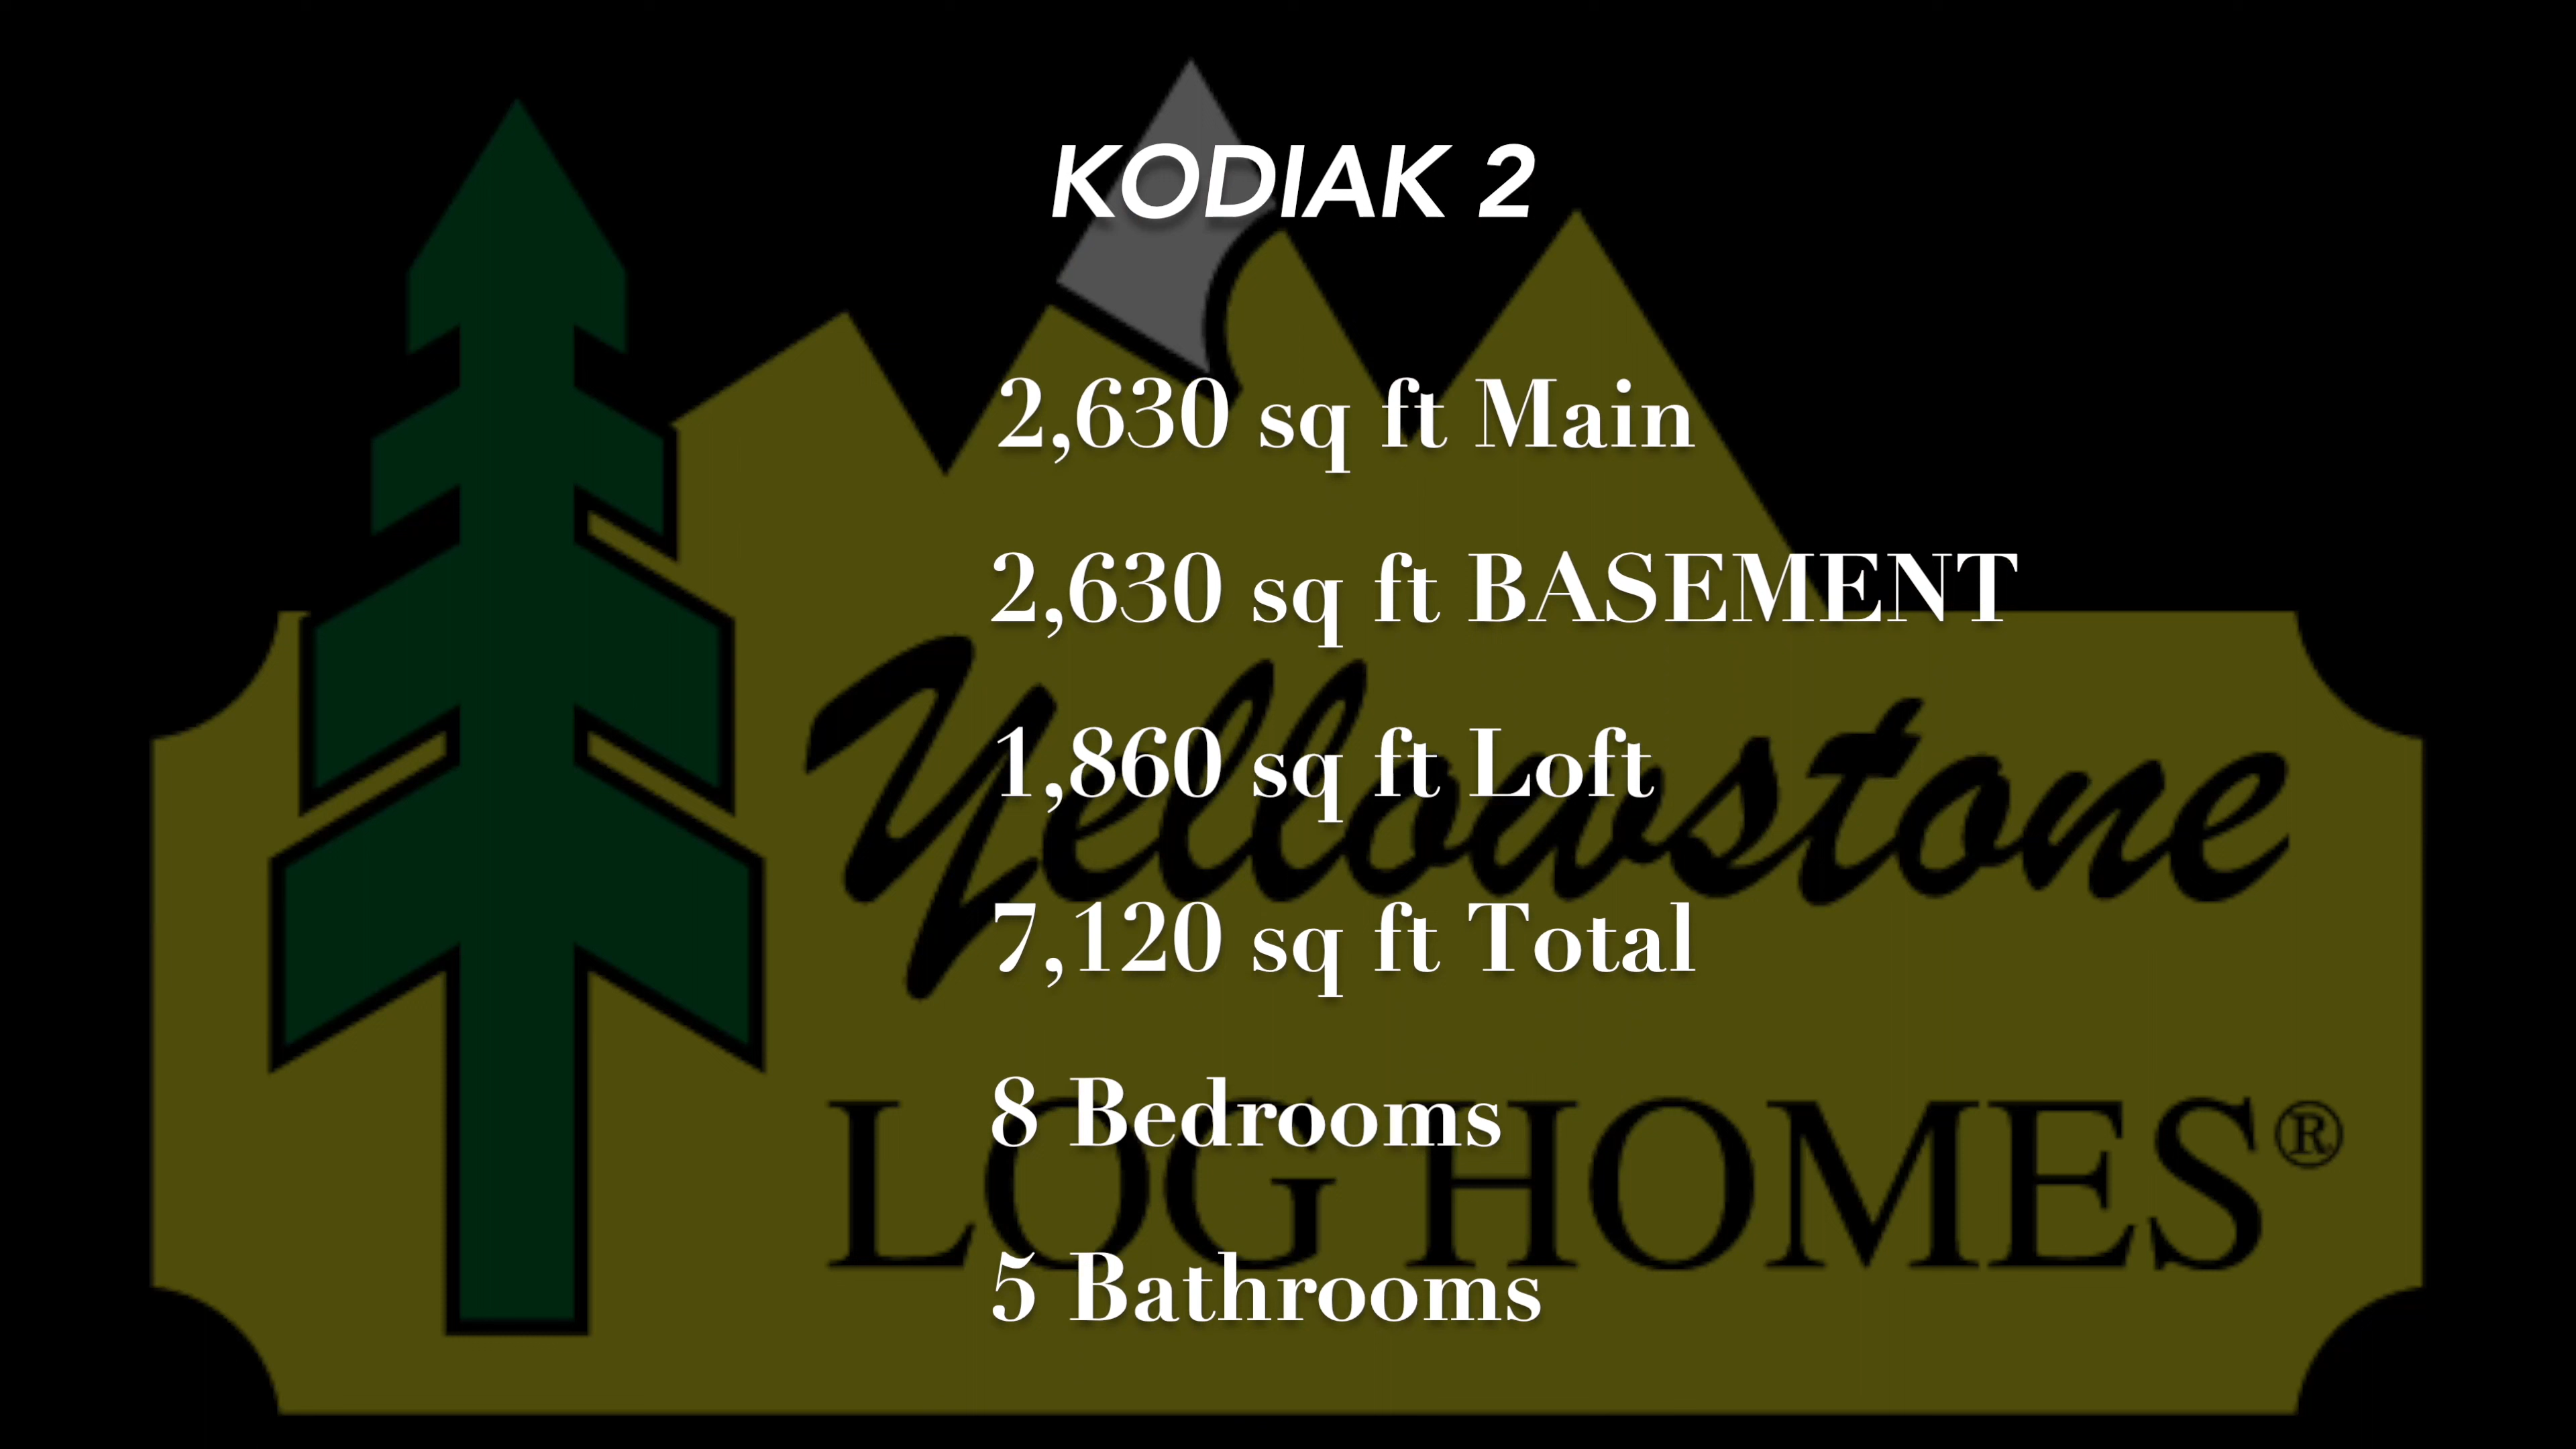 KODIAK 2
2,630 sq ft Main
2,630 sq ft BASEMENT
1,860 sq ft Loft
7,120 sq ft Total
8 Bedrooms
5 Bathrooms
Yellowstone
LOG HOMES®